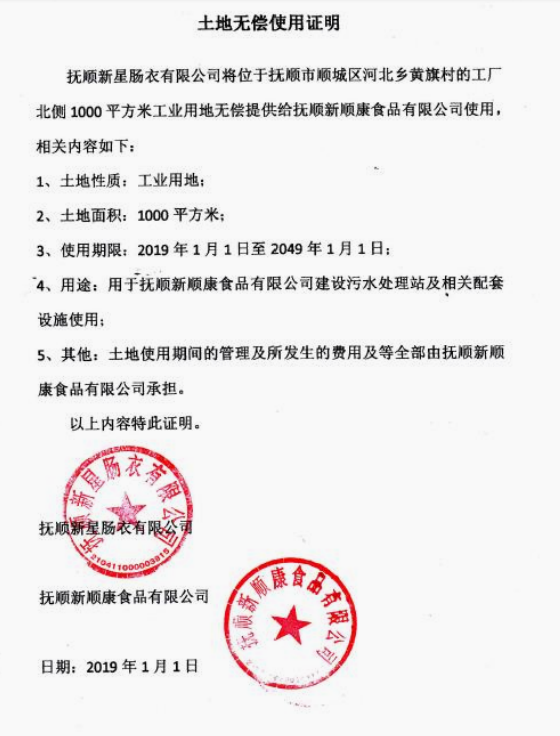 土地无偿使用证明
抚顺新星肠衣有限公司将位于抚顺市顺城区河北乡黄旗村的工厂
北侧 1000 平方米工业用地无偿提供给抚顺新顺康食品有限公司使用，
相关内容如下：
1、土地性质：工业用地；
2、土地面积：1000 平方米；
3、使用期限：2019 年 1 月 1 日至 2049 年 1 月 1 日；
4、用途：用于抚顺新顺康食品有限公司建设污水处理站及相关配套
设施使用；
5、其他：土地使用期间的管理及所发生的费用及等全部由抚顺新顺
康食品有限公司承担。
以上内容特此证明。
抚顺新星肠衣有限公司
抚顺新星肠衣有限公司
抚顺新顺康食品有限公司
抚顺新顺康食品有限公司
日期：2019 年 1 月 1 日